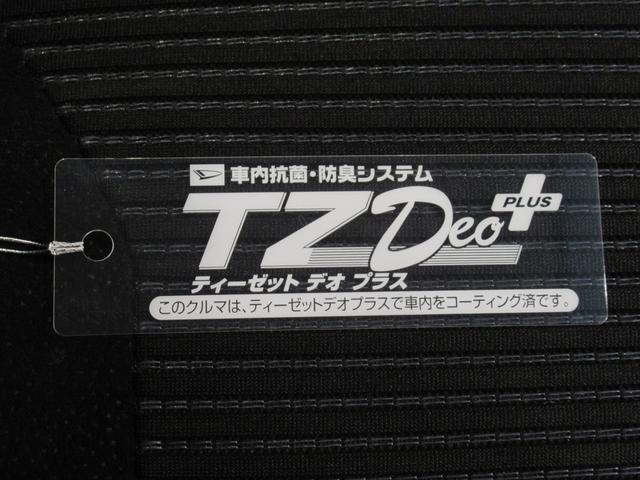 車内抗菌・防臭システム
TZ Deo PLUS
ティーゼット デオ プラス
このクルマは、ティーゼットデオプラスで車内をコーティング済です。